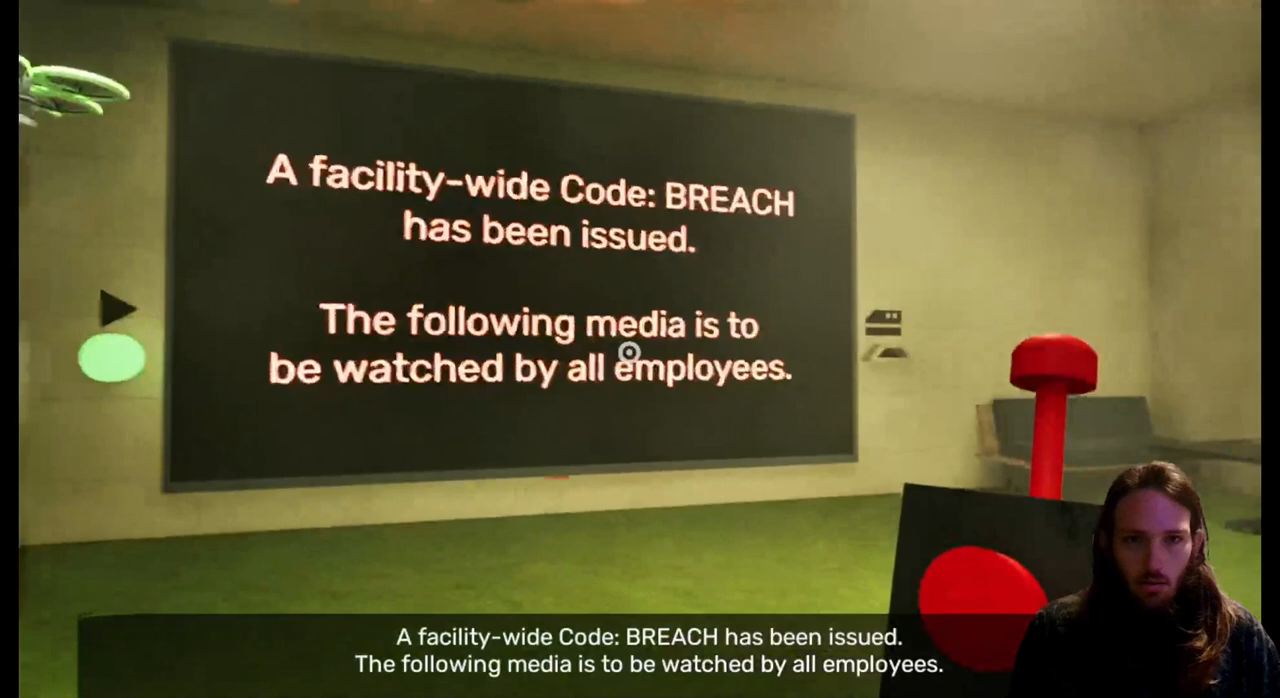 A facility-wide Code: BREACH
has been issued.
The following media is to
be watched by all employees.
A facility-wide Code: BREACH has been issued.
The following media is to be watched by all employees.